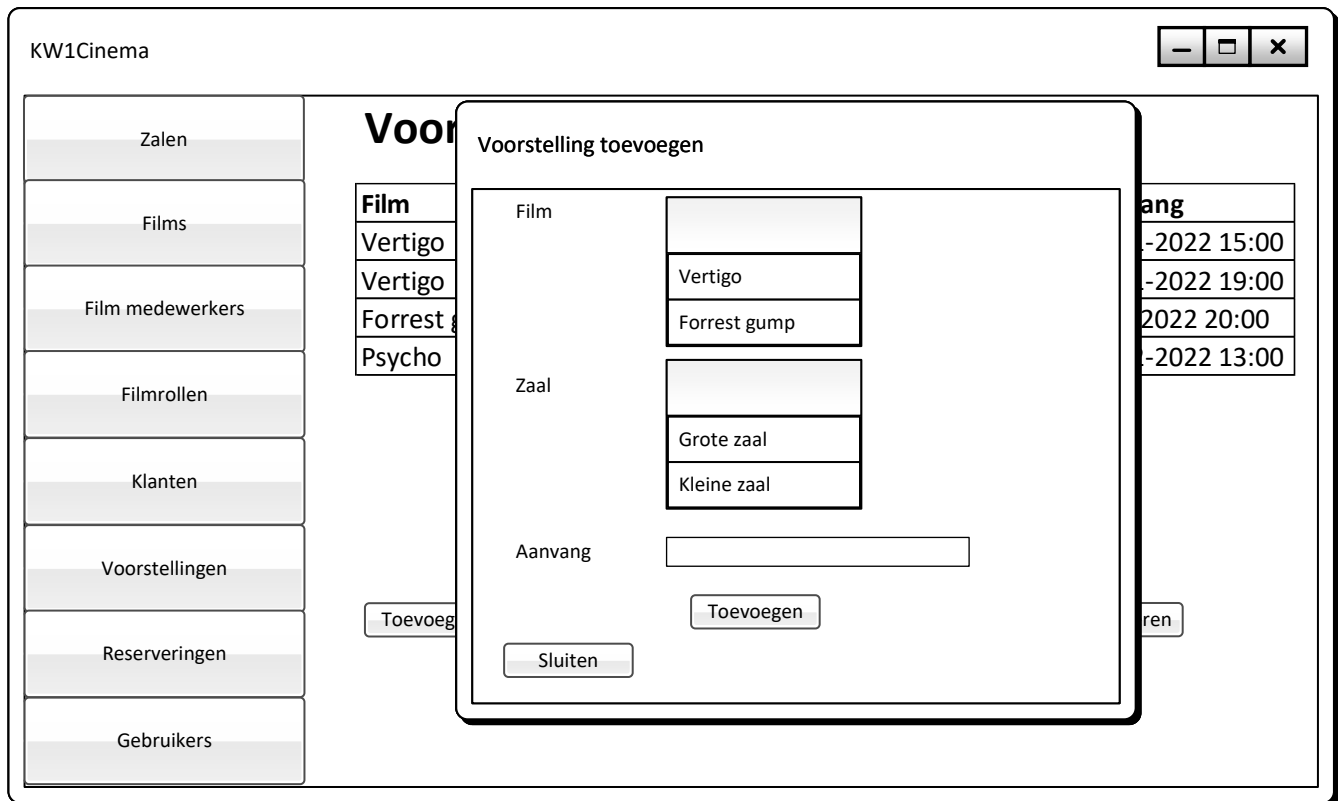 KW1Cinema
Zalen
Films
Film medewerkers
Filmrollen
Klanten
Voorstellingen
Reserveringen
Gebruikers
Voor
Film ang
Vertigo -2022 15:00
Vertigo -2022 19:00
Forrest 2022 20:00
Psycho -2022 13:00
Toevoeg ren
Voorstelling toevoegen
Film
Vertigo
Forrest gump
Zaal
Grote zaal
Kleine zaal
Aanvang
Toevoegen
Sluiten